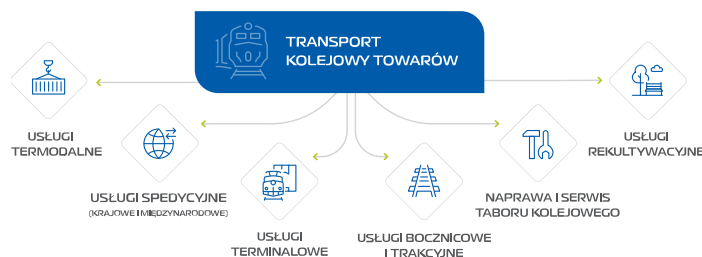 TRANSPORT
KOLEJOWY TOWARÓW
USŁUGI
TERMODALNE
USŁUGI SPEDYCYJNE
(KRAJOWE I MIĘDZYNARODOWE)
USŁUGI
TERMINALOWE
USŁUGI BOCZNICOWE
I TRAKCYJNE
NAPRAWA I SERWIS
TABORU KOLEJOWEGO
USŁUGI
REKULTYWACYJNE